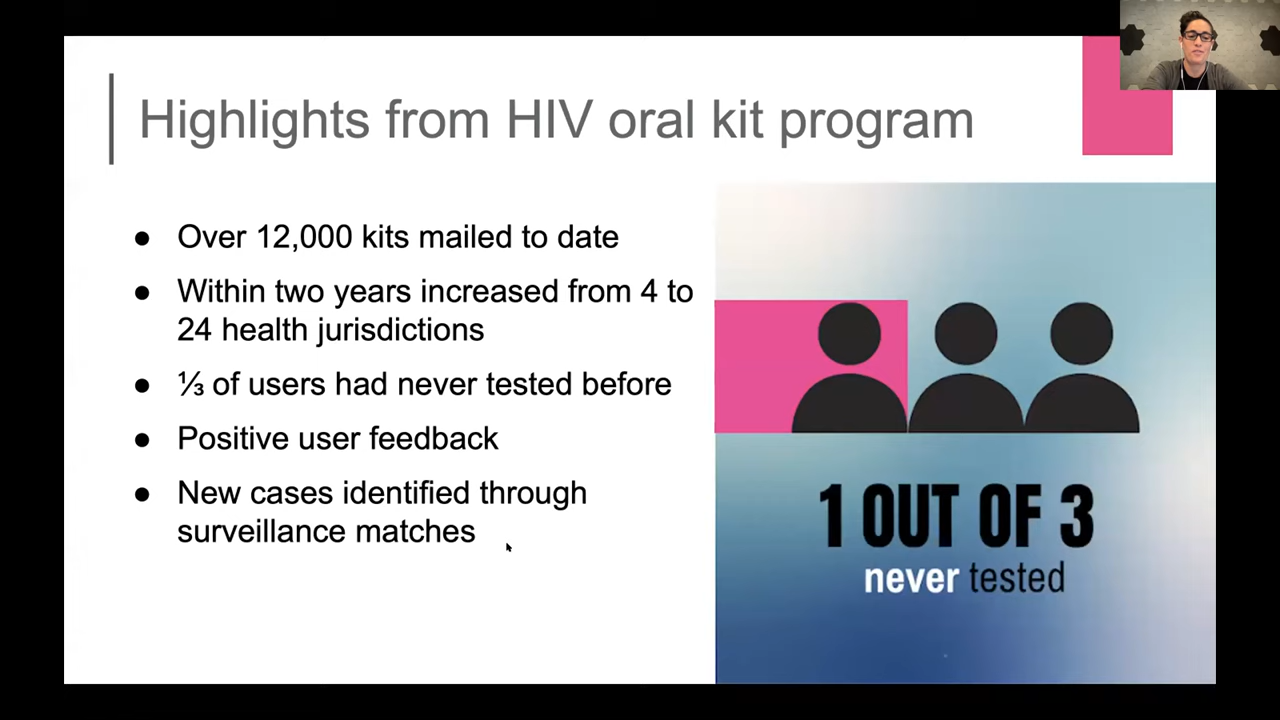 Highlights from HIV oral kit program
● Over 12,000 kits mailed to date
● Within two years increased from 4 to
24 health jurisdictions
● ⅓ of users had never tested before
● Positive user feedback
● New cases identified through
surveillance matches
1 OUT OF 3
never tested